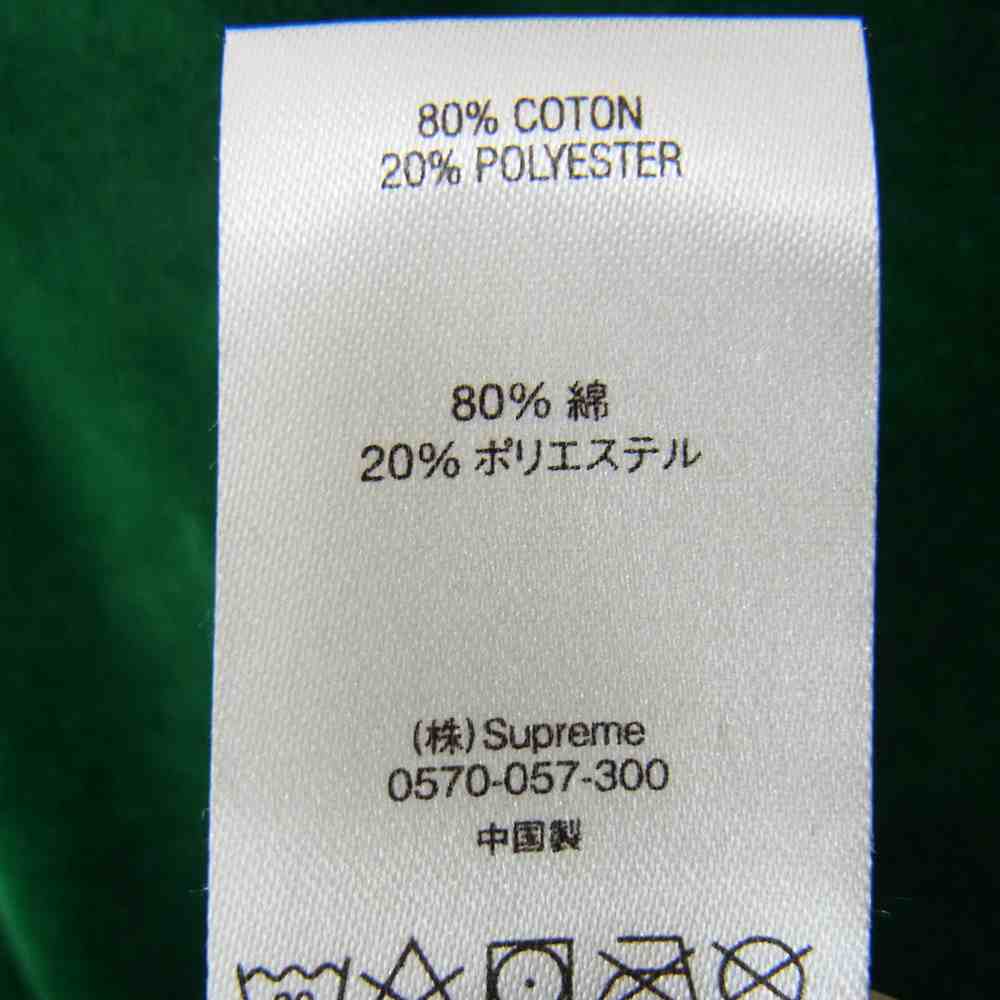 80% COTON
20% POLYESTER
80% 綿
20% ポリエステル
(株)Supreme
0570-057-300
中国製